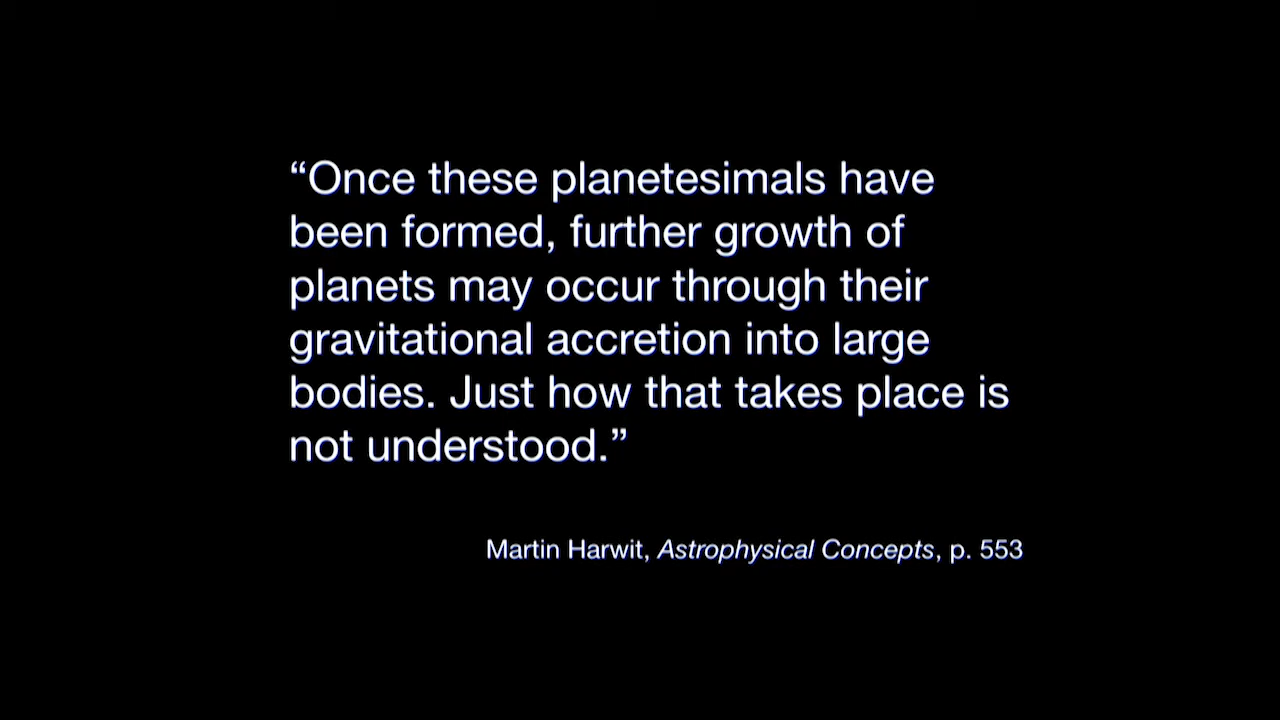 “Once these planetesimals have
been formed, further growth of
planets may occur through their
gravitational accretion into large
bodies. Just how that takes place is
not understood.”
Martin Harwit, Astrophysical Concepts, p. 553